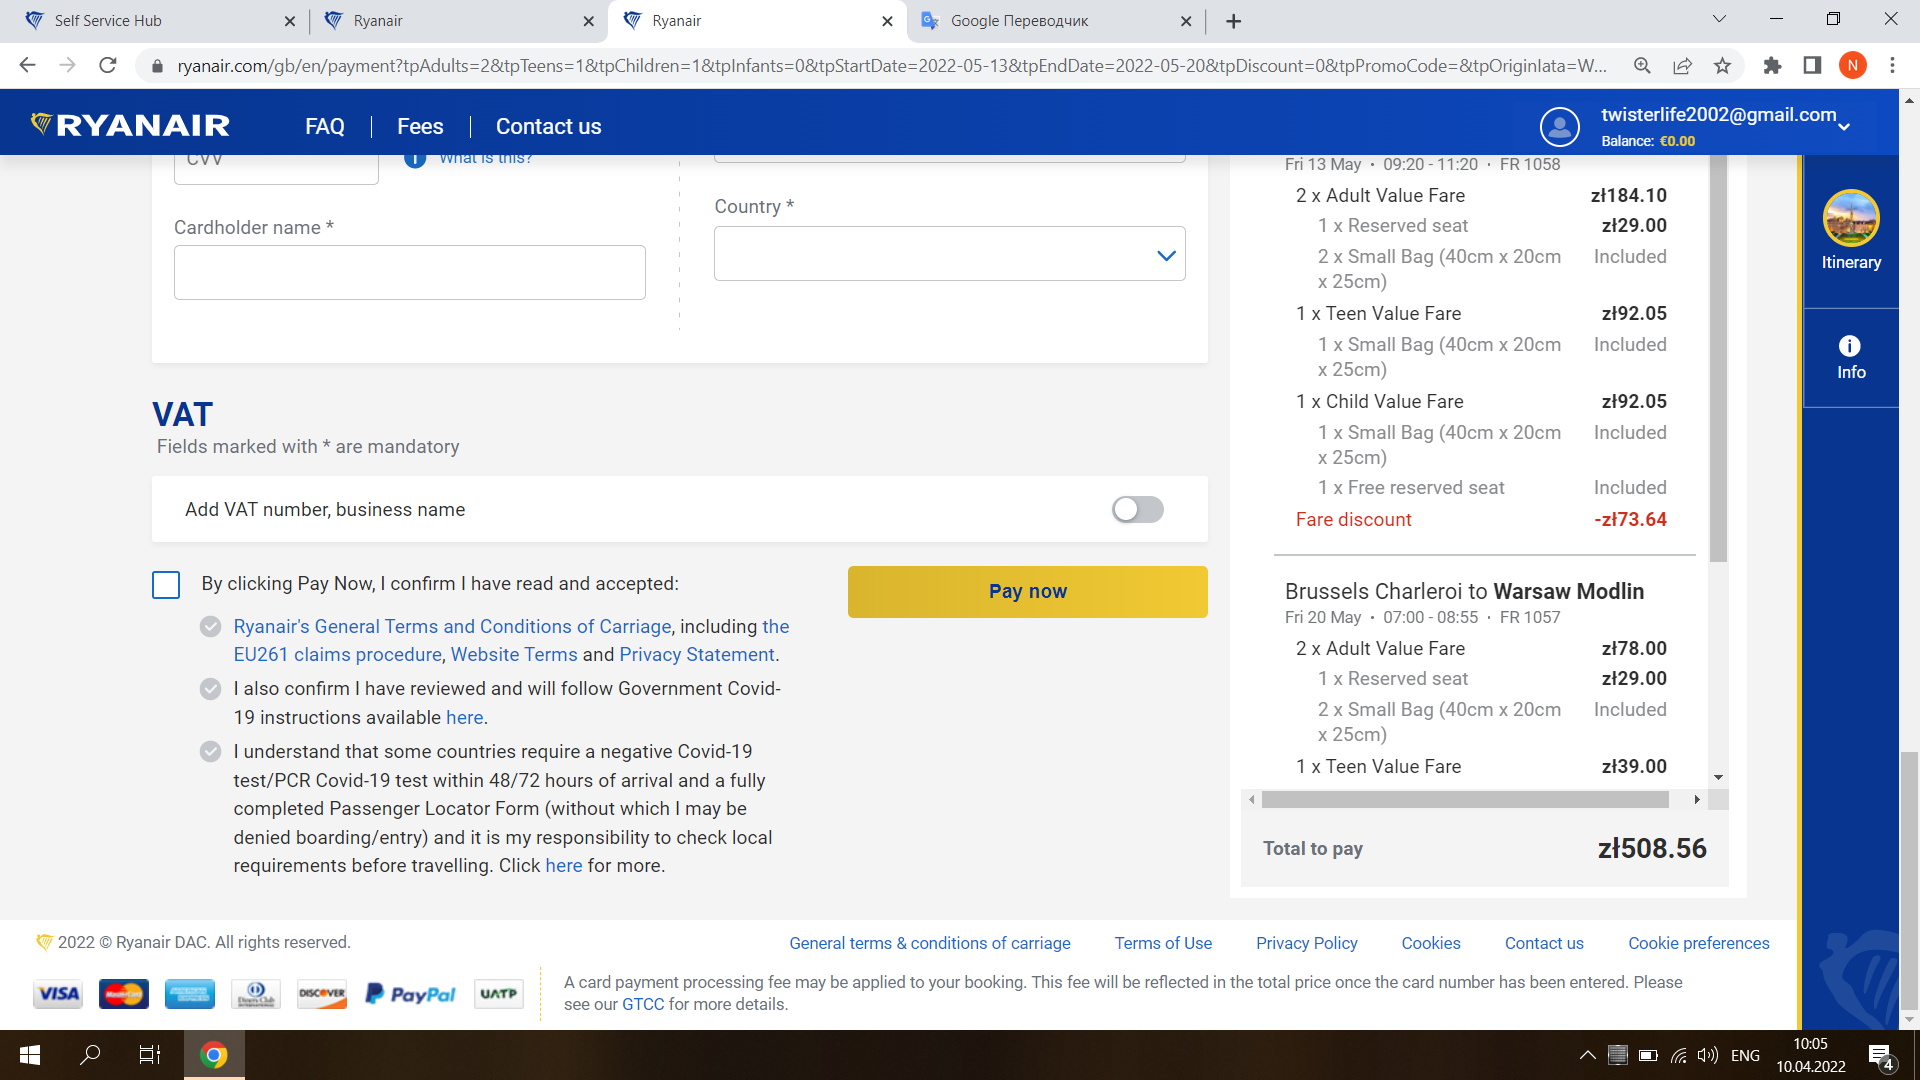 Self Service Hub
Ryanair
Ryanair
Google Переводчик
ryanair.com/gb/en/payment?tpAdults=2&tpTeens=1&tpChildren=1&tpInfants=0&tpStartDate=2022-05-13&tpEndDate=2022-05-20&tpDiscount=0&tpPromoCode=&tpOriginIata=W...
N
RYANAIR
FAQ
Fees
Contact us
twisterlife2002@gmail.com
Balance: €0.00
CVV
What is this?
Cardholder name *
Country *
VAT
Fields marked with * are mandatory
Add VAT number, business name
By clicking Pay Now, I confirm I have read and accepted:
Ryanair's General Terms and Conditions of Carriage, including the
EU261 claims procedure, Website Terms and Privacy Statement.
I also confirm I have reviewed and will follow Government Covid-
19 instructions available here.
I understand that some countries require a negative Covid-19
test/PCR Covid-19 test within 48/72 hours of arrival and a fully
completed Passenger Locator Form (without which I may be
denied boarding/entry) and it is my responsibility to check local
requirements before travelling. Click here for more.
Pay now
Fri 13 May • 09:20 - 11:20 • FR 1058
2 x Adult Value Fare zł184.10
1 x Reserved seat zł29.00
2 x Small Bag (40cm x 20cm Included
x 25cm)
1 x Teen Value Fare zł92.05
1 x Small Bag (40cm x 20cm Included
x 25cm)
1 x Child Value Fare zł92.05
1 x Small Bag (40cm x 20cm Included
x 25cm)
1 x Free reserved seat Included
Fare discount -zł73.64
Brussels Charleroi to Warsaw Modlin
Fri 20 May • 07:00 - 08:55 • FR 1057
2 x Adult Value Fare zł78.00
1 x Reserved seat zł29.00
2 x Small Bag (40cm x 20cm Included
x 25cm)
1 x Teen Value Fare zł39.00
Total to pay zł508.56
Itinerary
Info
2022 © Ryanair DAC. All rights reserved.
General terms & conditions of carriage
Terms of Use
Privacy Policy
Cookies
Contact us
Cookie preferences
VISA
MasterCard
AMERICAN EXPRESS
Diners Club
INTERNATIONAL
DISCOVER
PayPal
UATP
A card payment processing fee may be applied to your booking. This fee will be reflected in the total price once the card number has been entered. Please
see our GTCC for more details.
ENG
10:05
10.04.2022
4